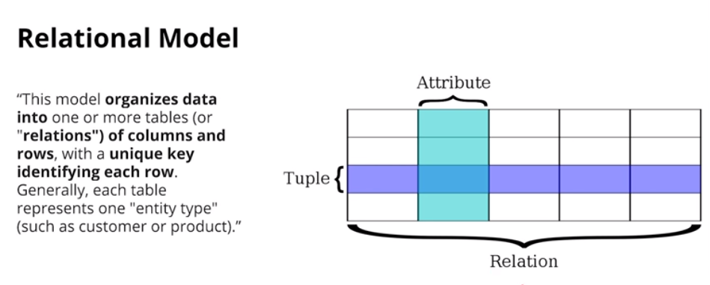 Relational Model
“This model organizes data
into one or more tables (or
"relations") of columns and
rows, with a unique key
identifying each row.
Generally, each table
represents one "entity type"
(such as customer or product).”
Attribute
Tuple
Relation